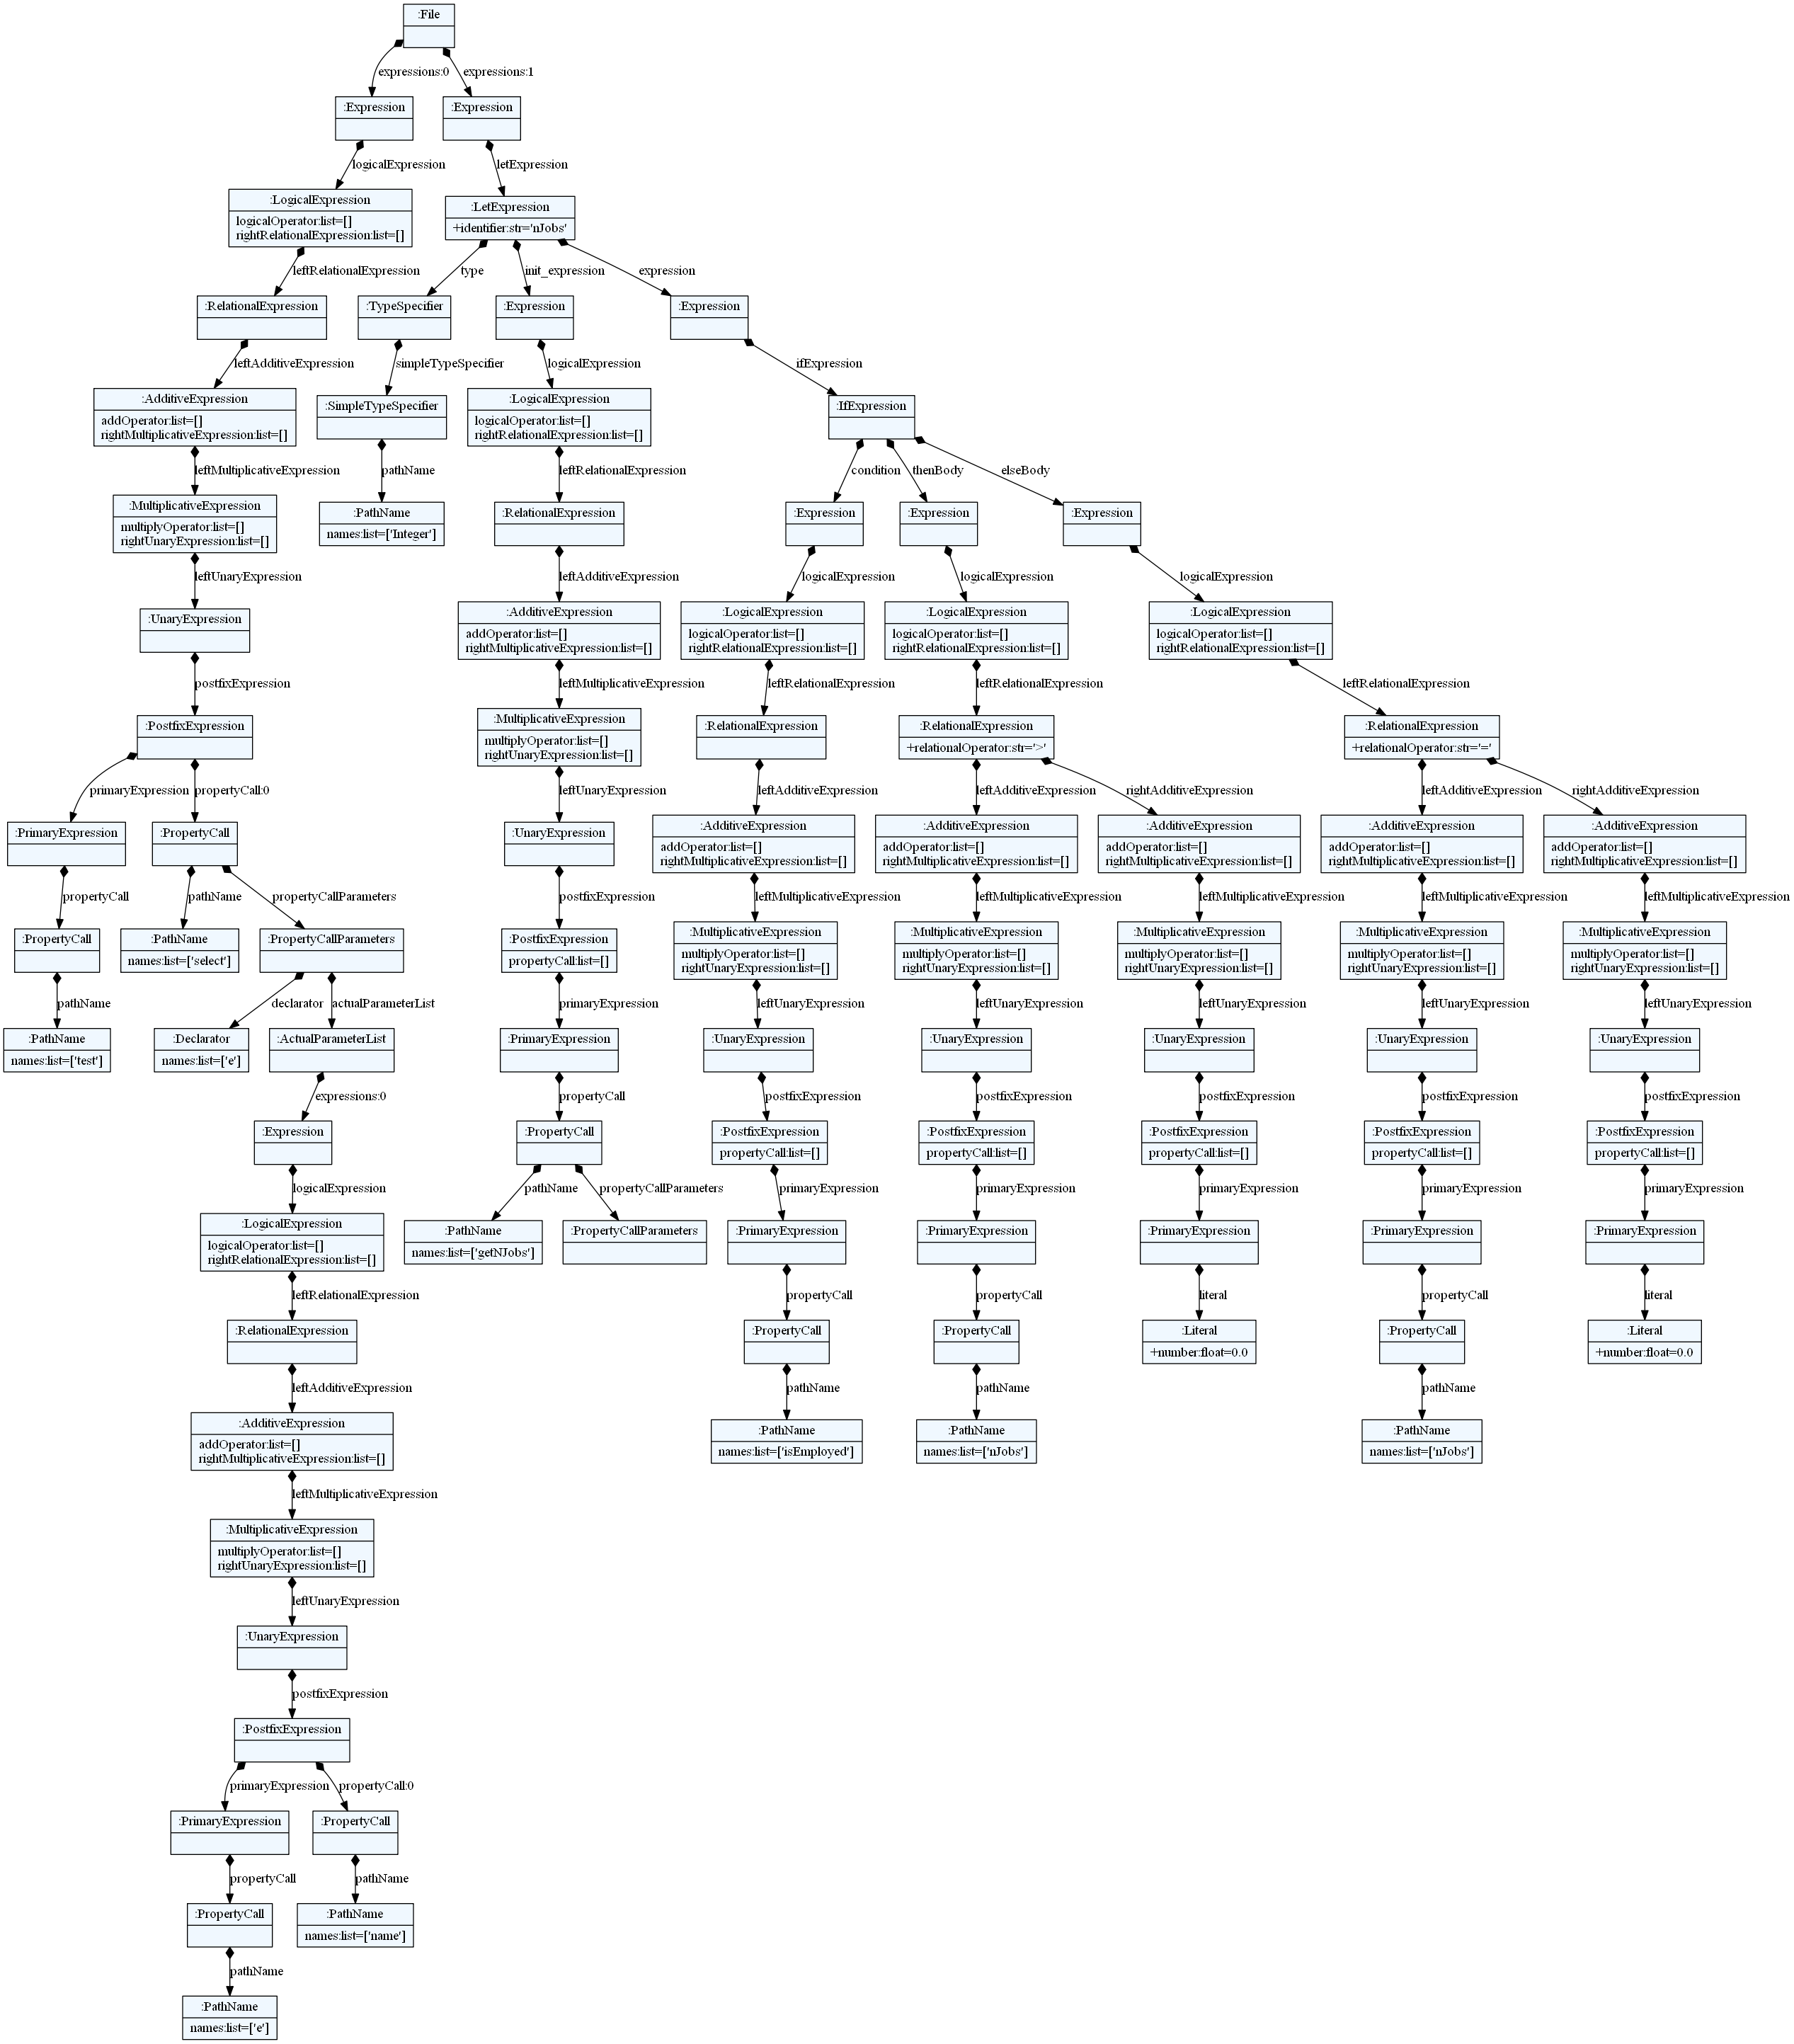 :File
expressions:0
expressions:1
:Expression
:Expression
logicalExpression
letExpression
:LogicalExpression
logicalOperator:list=[]
rightRelationalExpression:list=[]
:LetExpression
+identifier:str='nJobs'
leftRelationalExpression
type
init_expression
expression
:RelationalExpression
:TypeSpecifier
:Expression
:Expression
leftAdditiveExpression
simpleTypeSpecifier
logicalExpression
ifExpression
:AdditiveExpression
addOperator:list=[]
rightMultiplicativeExpression:list=[]
:SimpleTypeSpecifier
:LogicalExpression
logicalOperator:list=[]
rightRelationalExpression:list=[]
:IfExpression
leftMultiplicativeExpression
pathName
leftRelationalExpression
condition
thenBody
elseBody
:MultiplicativeExpression
multiplyOperator:list=[]
rightUnaryExpression:list=[]
:PathName
names:list=['Integer']
:RelationalExpression
:Expression
:Expression
:Expression
leftUnaryExpression
leftAdditiveExpression
logicalExpression
logicalExpression
logicalExpression
:UnaryExpression
:AdditiveExpression
addOperator:list=[]
rightMultiplicativeExpression:list=[]
:LogicalExpression
logicalOperator:list=[]
rightRelationalExpression:list=[]
:LogicalExpression
logicalOperator:list=[]
rightRelationalExpression:list=[]
:LogicalExpression
logicalOperator:list=[]
rightRelationalExpression:list=[]
postfixExpression
leftMultiplicativeExpression
leftRelationalExpression
leftRelationalExpression
leftRelationalExpression
:PostfixExpression
:MultiplicativeExpression
multiplyOperator:list=[]
rightUnaryExpression:list=[]
:RelationalExpression
:RelationalExpression
+relationalOperator:str='>'
:RelationalExpression
+relationalOperator:str='='
primaryExpression
propertyCall:0
leftUnaryExpression
leftAdditiveExpression
leftAdditiveExpression
rightAdditiveExpression
leftAdditiveExpression
rightAdditiveExpression
:PrimaryExpression
:PropertyCall
:UnaryExpression
:AdditiveExpression
addOperator:list=[]
rightMultiplicativeExpression:list=[]
:AdditiveExpression
addOperator:list=[]
rightMultiplicativeExpression:list=[]
:AdditiveExpression
addOperator:list=[]
rightMultiplicativeExpression:list=[]
:AdditiveExpression
addOperator:list=[]
rightMultiplicativeExpression:list=[]
:AdditiveExpression
addOperator:list=[]
rightMultiplicativeExpression:list=[]
propertyCall
pathName
propertyCallParameters
postfixExpression
leftMultiplicativeExpression
leftMultiplicativeExpression
leftMultiplicativeExpression
leftMultiplicativeExpression
leftMultiplicativeExpression
:PropertyCall
:PathName
names:list=['select']
:PropertyCallParameters
:PostfixExpression
propertyCall:list=[]
:MultiplicativeExpression
multiplyOperator:list=[]
rightUnaryExpression:list=[]
:MultiplicativeExpression
multiplyOperator:list=[]
rightUnaryExpression:list=[]
:MultiplicativeExpression
multiplyOperator:list=[]
rightUnaryExpression:list=[]
:MultiplicativeExpression
multiplyOperator:list=[]
rightUnaryExpression:list=[]
:MultiplicativeExpression
multiplyOperator:list=[]
rightUnaryExpression:list=[]
pathName
declarator
actualParameterList
primaryExpression
leftUnaryExpression
leftUnaryExpression
leftUnaryExpression
leftUnaryExpression
leftUnaryExpression
:PathName
names:list=['test']
:Declarator
names:list=['e']
:ActualParameterList
:PrimaryExpression
:UnaryExpression
:UnaryExpression
:UnaryExpression
:UnaryExpression
:UnaryExpression
expressions:0
propertyCall
postfixExpression
postfixExpression
postfixExpression
postfixExpression
postfixExpression
:Expression
:PropertyCall
:PostfixExpression
propertyCall:list=[]
:PostfixExpression
propertyCall:list=[]
:PostfixExpression
propertyCall:list=[]
:PostfixExpression
propertyCall:list=[]
:PostfixExpression
propertyCall:list=[]
logicalExpression
pathName
propertyCallParameters
primaryExpression
primaryExpression
primaryExpression
primaryExpression
primaryExpression
:LogicalExpression
logicalOperator:list=[]
rightRelationalExpression:list=[]
:PathName
names:list=['getNJobs']
:PropertyCallParameters
:PrimaryExpression
:PrimaryExpression
:PrimaryExpression
:PrimaryExpression
:PrimaryExpression
leftRelationalExpression
propertyCall
propertyCall
literal
propertyCall
literal
:RelationalExpression
:PropertyCall
:PropertyCall
:Literal
+number:float=0.0
:PropertyCall
:Literal
+number:float=0.0
leftAdditiveExpression
pathName
pathName
pathName
:AdditiveExpression
addOperator:list=[]
rightMultiplicativeExpression:list=[]
:PathName
names:list=['isEmployed']
:PathName
names:list=['nJobs']
:PathName
names:list=['nJobs']
leftMultiplicativeExpression
:MultiplicativeExpression
multiplyOperator:list=[]
rightUnaryExpression:list=[]
leftUnaryExpression
:UnaryExpression
postfixExpression
:PostfixExpression
primaryExpression
propertyCall:0
:PrimaryExpression
:PropertyCall
propertyCall
pathName
:PropertyCall
:PathName
names:list=['name']
pathName
:PathName
names:list=['e']